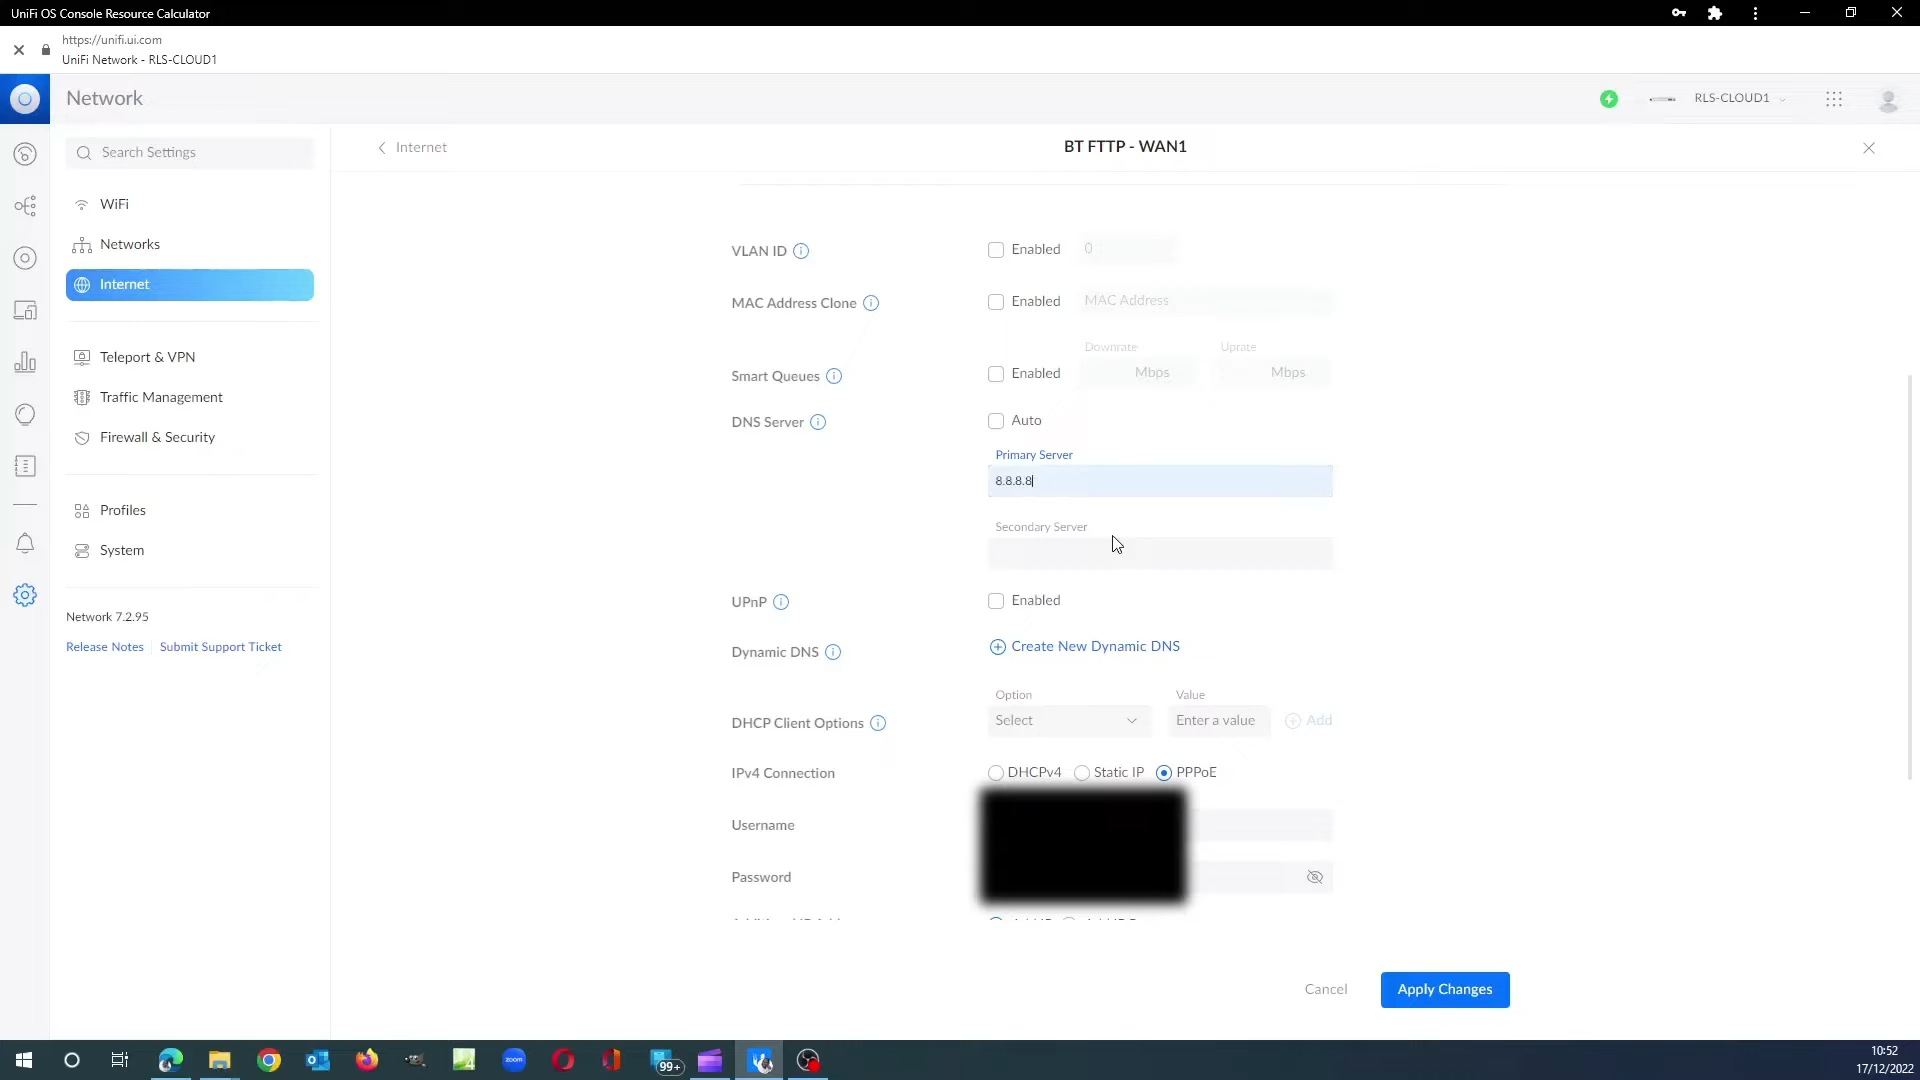 UniFi OS Console Resource Calculator
https://unifi.ui.com
UniFi Network - RLS-CLOUD1
Network
RLS-CLOUD1
Search Settings
WiFi
Networks
Internet
Teleport & VPN
Traffic Management
Firewall & Security
Profiles
System
Network 7.2.95
Release Notes
Submit Support Ticket
Internet
BT FTTP - WAN1
VLAN ID
Enabled
0
MAC Address Clone
Enabled
MAC Address
Downrate
Uprate
Smart Queues
Enabled
Mbps
Mbps
DNS Server
Auto
Primary Server
8.8.8.8
Secondary Server
UPnP
Enabled
Dynamic DNS
Create New Dynamic DNS
Option
Value
DHCP Client Options
Select
Enter a value
Add
IPv4 Connection
DHCPv4
Static IP
PPPoE
Username
Password
Cancel
Apply Changes
zoom
99+
10:52
17/12/2022